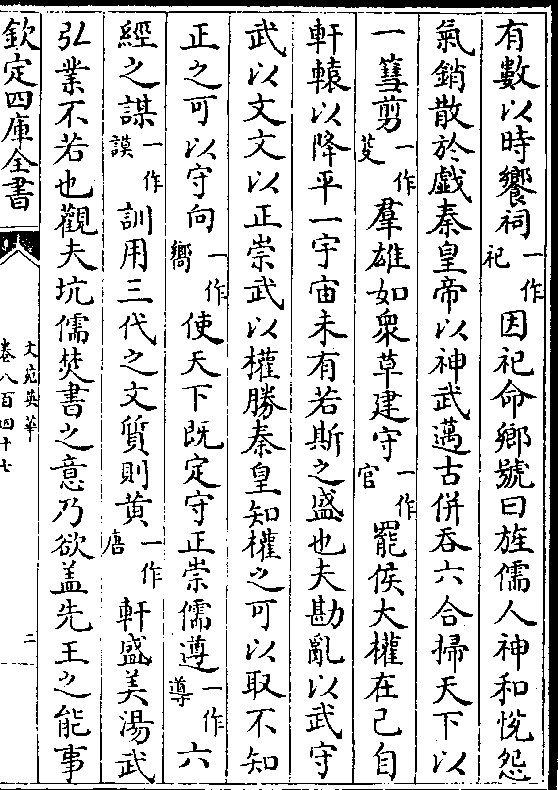 有數以時饗祠一作祀因祀命鄉號曰旌儒人神和悅怨
氣銷散於戲秦皇帝以神武邁古併吞六合掃天下以
一篲剪一作芟羣雄如衆草建守一作官罷侯大權在己自
軒轅以降平一宇宙未有若斯之盛也夫勘亂以武守
武以文文以正崇武以權勝秦皇知權之可以取不知
正之可以守向一作嚮使天下既定守正崇儒遵一作導六
經之謀一作謨訓用三代之文質則黄一作唐軒盛美湯武
弘業不若也觀夫坑儒焚書之意乃欲盖先王之能事
欽定四庫全書
文苑英華
卷八百四十七
二